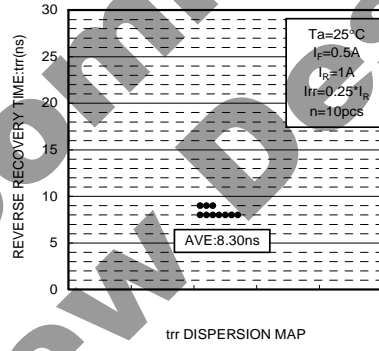 30
25
20
15
10
5
0
REVERSE RECOVERY TIME:trr(ns)
Ta=25°C
IF=0.5A
IR=1A
Irr=0.25*IR
n=10pcs
AVE:8.30ns
trr DISPERSION MAP